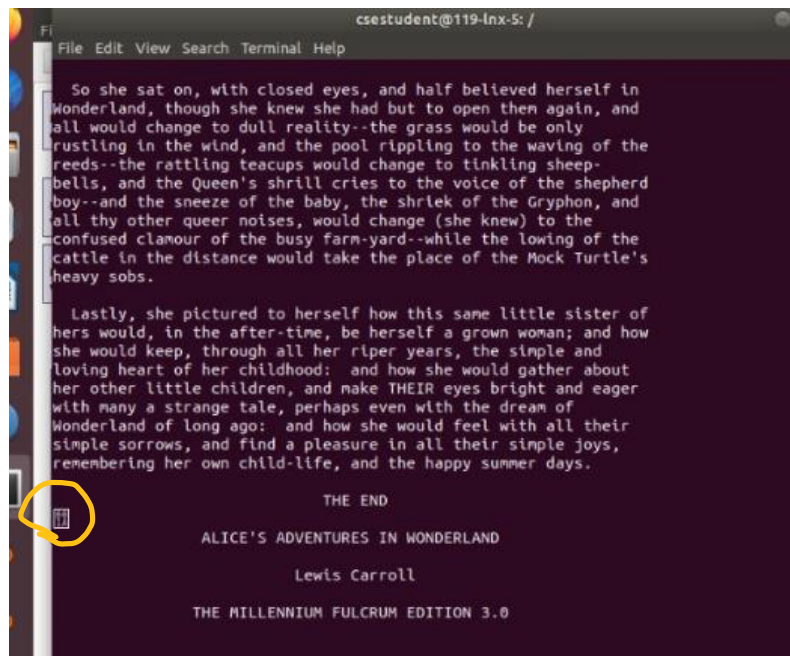 csestudent@119-lnx-5: /
Fi
File Edit View Search Terminal Help
So she sat on, with closed eyes, and half believed herself in
Wonderland, though she knew she had but to open them again, and
all would change to dull reality--the grass would be only
rustling in the wind, and the pool rippling to the waving of the
reeds--the rattling teacups would change to tinkling sheep-
bells, and the Queen's shrill cries to the voice of the shepherd
boy--and the sneeze of the baby, the shriek of the Gryphon, and
all thy other queer noises, would change (she knew) to the
confused clamour of the busy farm-yard--while the lowing of the
cattle in the distance would take the place of the Mock Turtle's
heavy sobs.
Lastly, she pictured to herself how this same little sister of
hers would, in the after-time, be herself a grown woman; and how
she would keep, through all her riper years, the simple and
loving heart of her childhood:  and how she would gather about
her other little children, and make THEIR eyes bright and eager
with many a strange tale, perhaps even with the dream of
Wonderland of long ago:  and how she would feel with all their
simple sorrows, and find a pleasure in all their simple joys,
remembering her own child-life, and the happy summer days.
THE END
ALICE'S ADVENTURES IN WONDERLAND
Lewis Carroll
THE MILLENNIUM FULCRUM EDITION 3.0